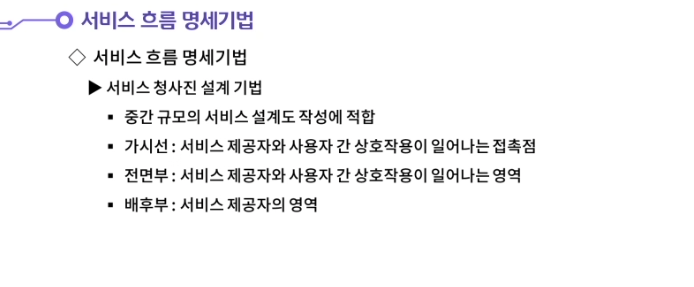 서비스 흐름 명세기법
◇ 서비스 흐름 명세기법
▶ 서비스 청사진 설계 기법
▪ 중간 규모의 서비스 설계도 작성에 적합
▪ 가시선 : 서비스 제공자와 사용자 간 상호작용이 일어나는 접촉점
▪ 전면부 : 서비스 제공자와 사용자 간 상호작용이 일어나는 영역
▪ 배후부 : 서비스 제공자의 영역